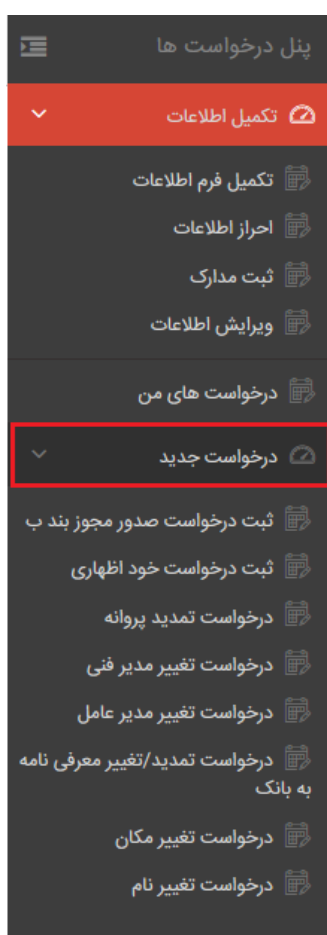 پنل درخواست ها
تکمیل اطلاعات
تکمیل فرم اطلاعات
احراز اطلاعات
ثبت مدارک
ویرایش اطلاعات
درخواست های من
درخواست جدید
ثبت درخواست صدور مجوز بند ب
ثبت درخواست خود اظهاری
درخواست تمدید پروانه
درخواست تغییر مدیر فنی
درخواست تغییر مدیر عامل
درخواست تمدید/تغییر معرفی نامه
به بانک
درخواست تغییر مکان
درخواست تغییر نام